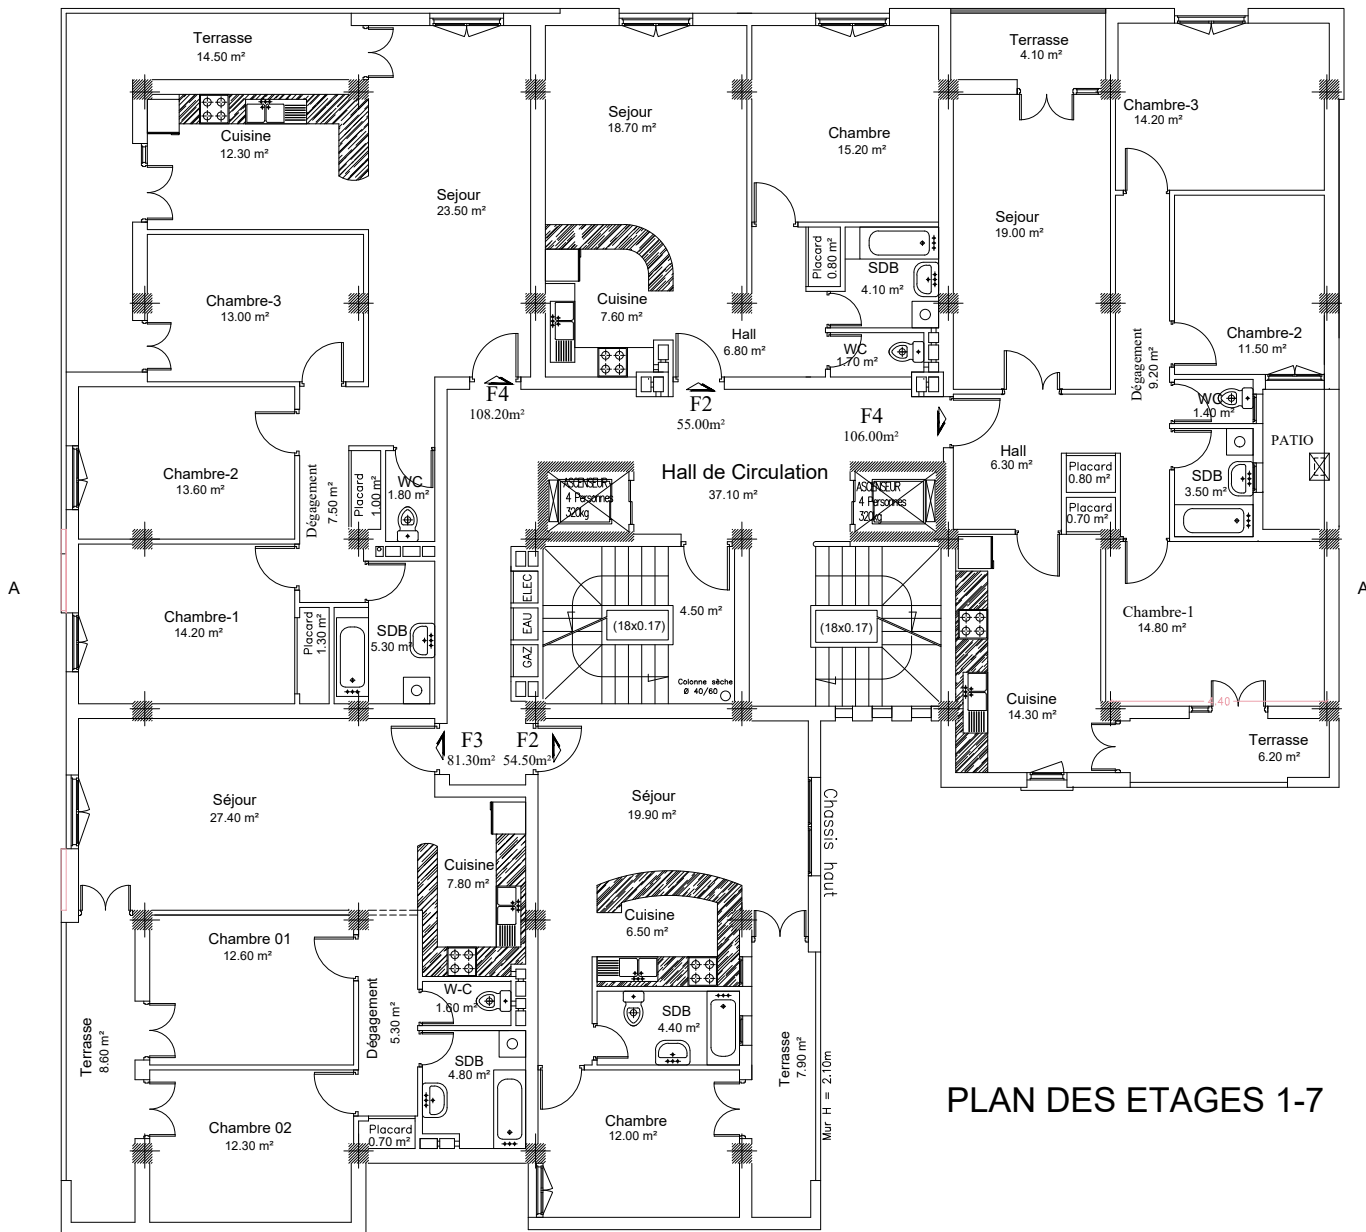 Terrasse
14.50 m²
Cuisine
12.30 m²
Sejour
23.50 m²
Chambre-3
13.00 m²
Chambre-2
13.60 m²
Dégagement
7.50 m²
Placard
1.00 m²
WC
1.80 m²
Chambre-1
14.20 m²
Placard
1.30 m²
SDB
5.30 m²
F4
108.20m²
Sejour
18.70 m²
Chambre
15.20 m²
Placard
0.80 m²
SDB
4.10 m²
Cuisine
7.60 m²
Hall
6.80 m²
WC
1.70 m²
F2
55.00m²
F4
106.00m²
Terrasse
4.10 m²
Chambre-3
14.20 m²
Sejour
19.00 m²
Chambre-2
11.50 m²
Dégagement
9.20 m²
WC
1.40 m²
PATIO
Hall
6.30 m²
Placard
0.80 m²
Placard
0.70 m²
SDB
3.50 m²
Chambre-1
14.80 m²
4.40
Cuisine
14.30 m²
Terrasse
6.20 m²
Hall de Circulation
37.10 m²
ASCENSEUR
4 Personnes
320kg
ASCENSEUR
4 Personnes
320kg
ELEC
EAU
GAZ
(18x0.17)
4.50 m²
(18x0.17)
Colonne sèche
Ø 40/60
A
A
F3
81.30m²
F2
54.50m²
Séjour
27.40 m²
Cuisine
7.80 m²
Chambre 01
12.60 m²
Dégagement
5.30 m²
W-C
1.60 m²
SDB
4.80 m²
Terrasse
8.60 m²
Chambre 02
12.30 m²
Placard
0.70 m²
Séjour
19.90 m²
Chassis haut
Cuisine
6.50 m²
SDB
4.40 m²
Terrasse
7.90 m²
Mur H = 2.10m
Chambre
12.00 m²
PLAN DES ETAGES 1-7